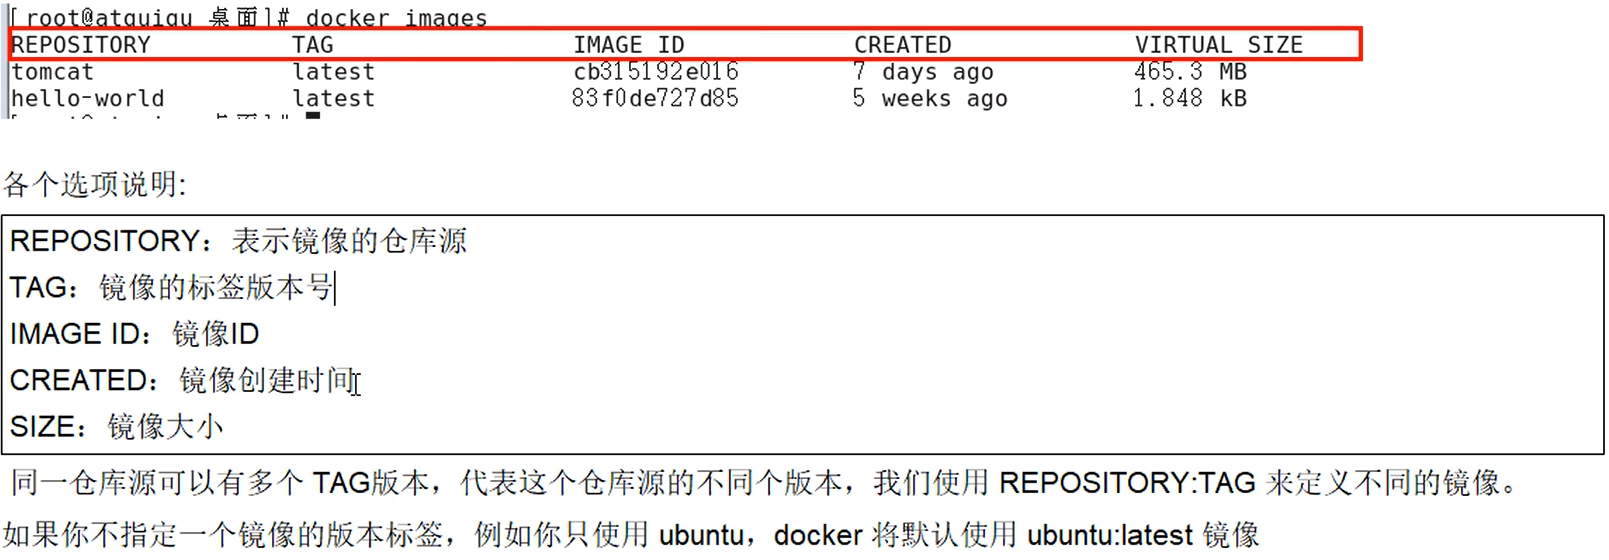 [root@atguigu 桌面]# docker images
REPOSITORY TAG IMAGE ID CREATED VIRTUAL SIZE
tomcat latest cb315192e016 7 days ago 465.3 MB
hello-world latest 83f0de727d85 5 weeks ago 1.848 kB
[root@atguigu 桌面]#
各个选项说明:
REPOSITORY：表示镜像的仓库源
TAG：镜像的标签版本号
IMAGE ID：镜像ID
CREATED：镜像创建时间
SIZE：镜像大小
同一仓库源可以有多个 TAG版本，代表这个仓库源的不同个版本，我们使用 REPOSITORY:TAG 来定义不同的镜像。
如果你不指定一个镜像的版本标签，例如你只使用 ubuntu，docker 将默认使用 ubuntu:latest 镜像